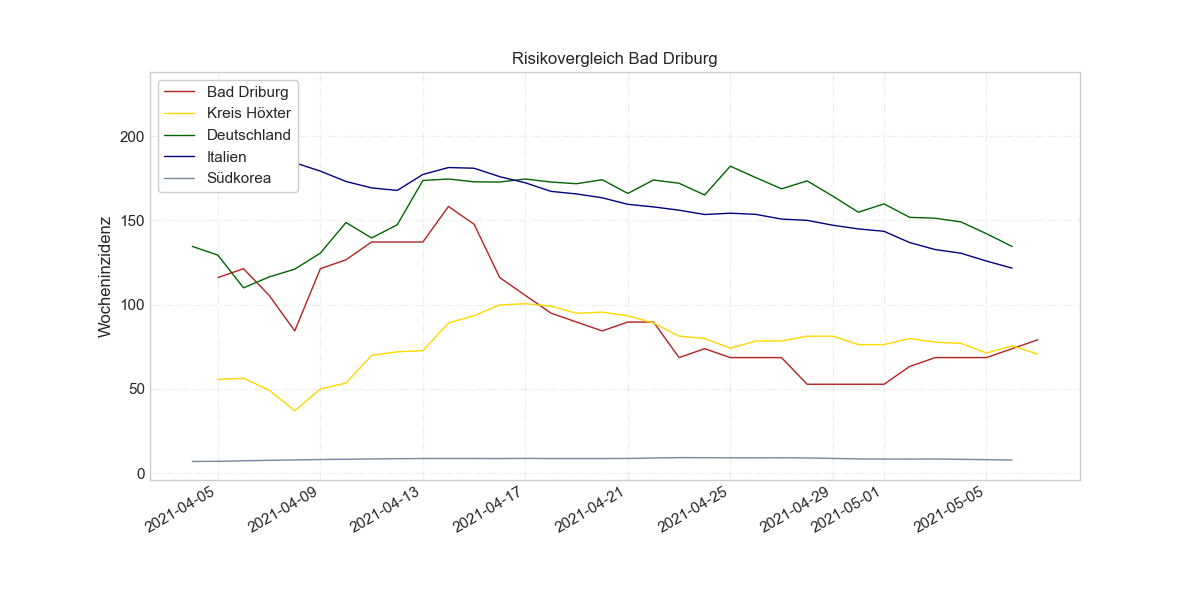 Risikovergleich Bad Driburg
Bad Driburg
Kreis Höxter
Deutschland
Italien
Südkorea
Wocheninzidenz
200
150
100
50
0
2021-04-05
2021-04-09
2021-04-13
2021-04-17
2021-04-21
2021-04-25
2021-04-29
2021-05-01
2021-05-05